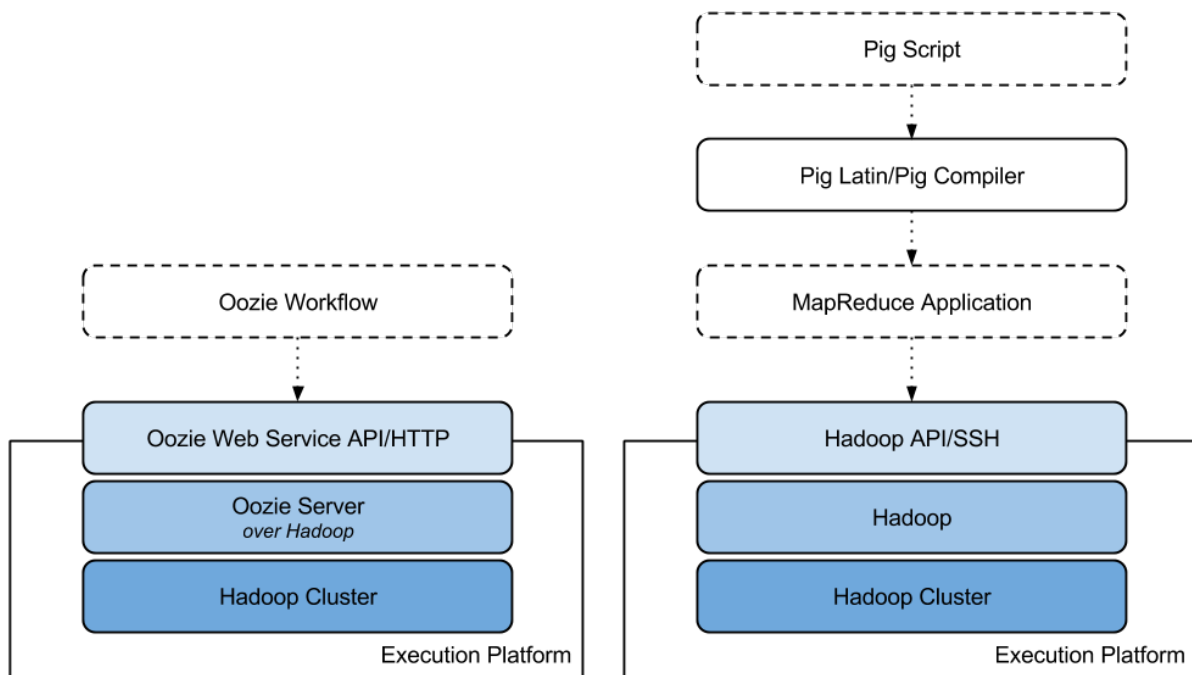 Pig Script
Pig Latin/Pig Compiler
Oozie Workflow
MapReduce Application
Oozie Web Service API/HTTP
Hadoop API/SSH
Oozie Server
over Hadoop
Hadoop
Hadoop Cluster
Hadoop Cluster
Execution Platform
Execution Platform